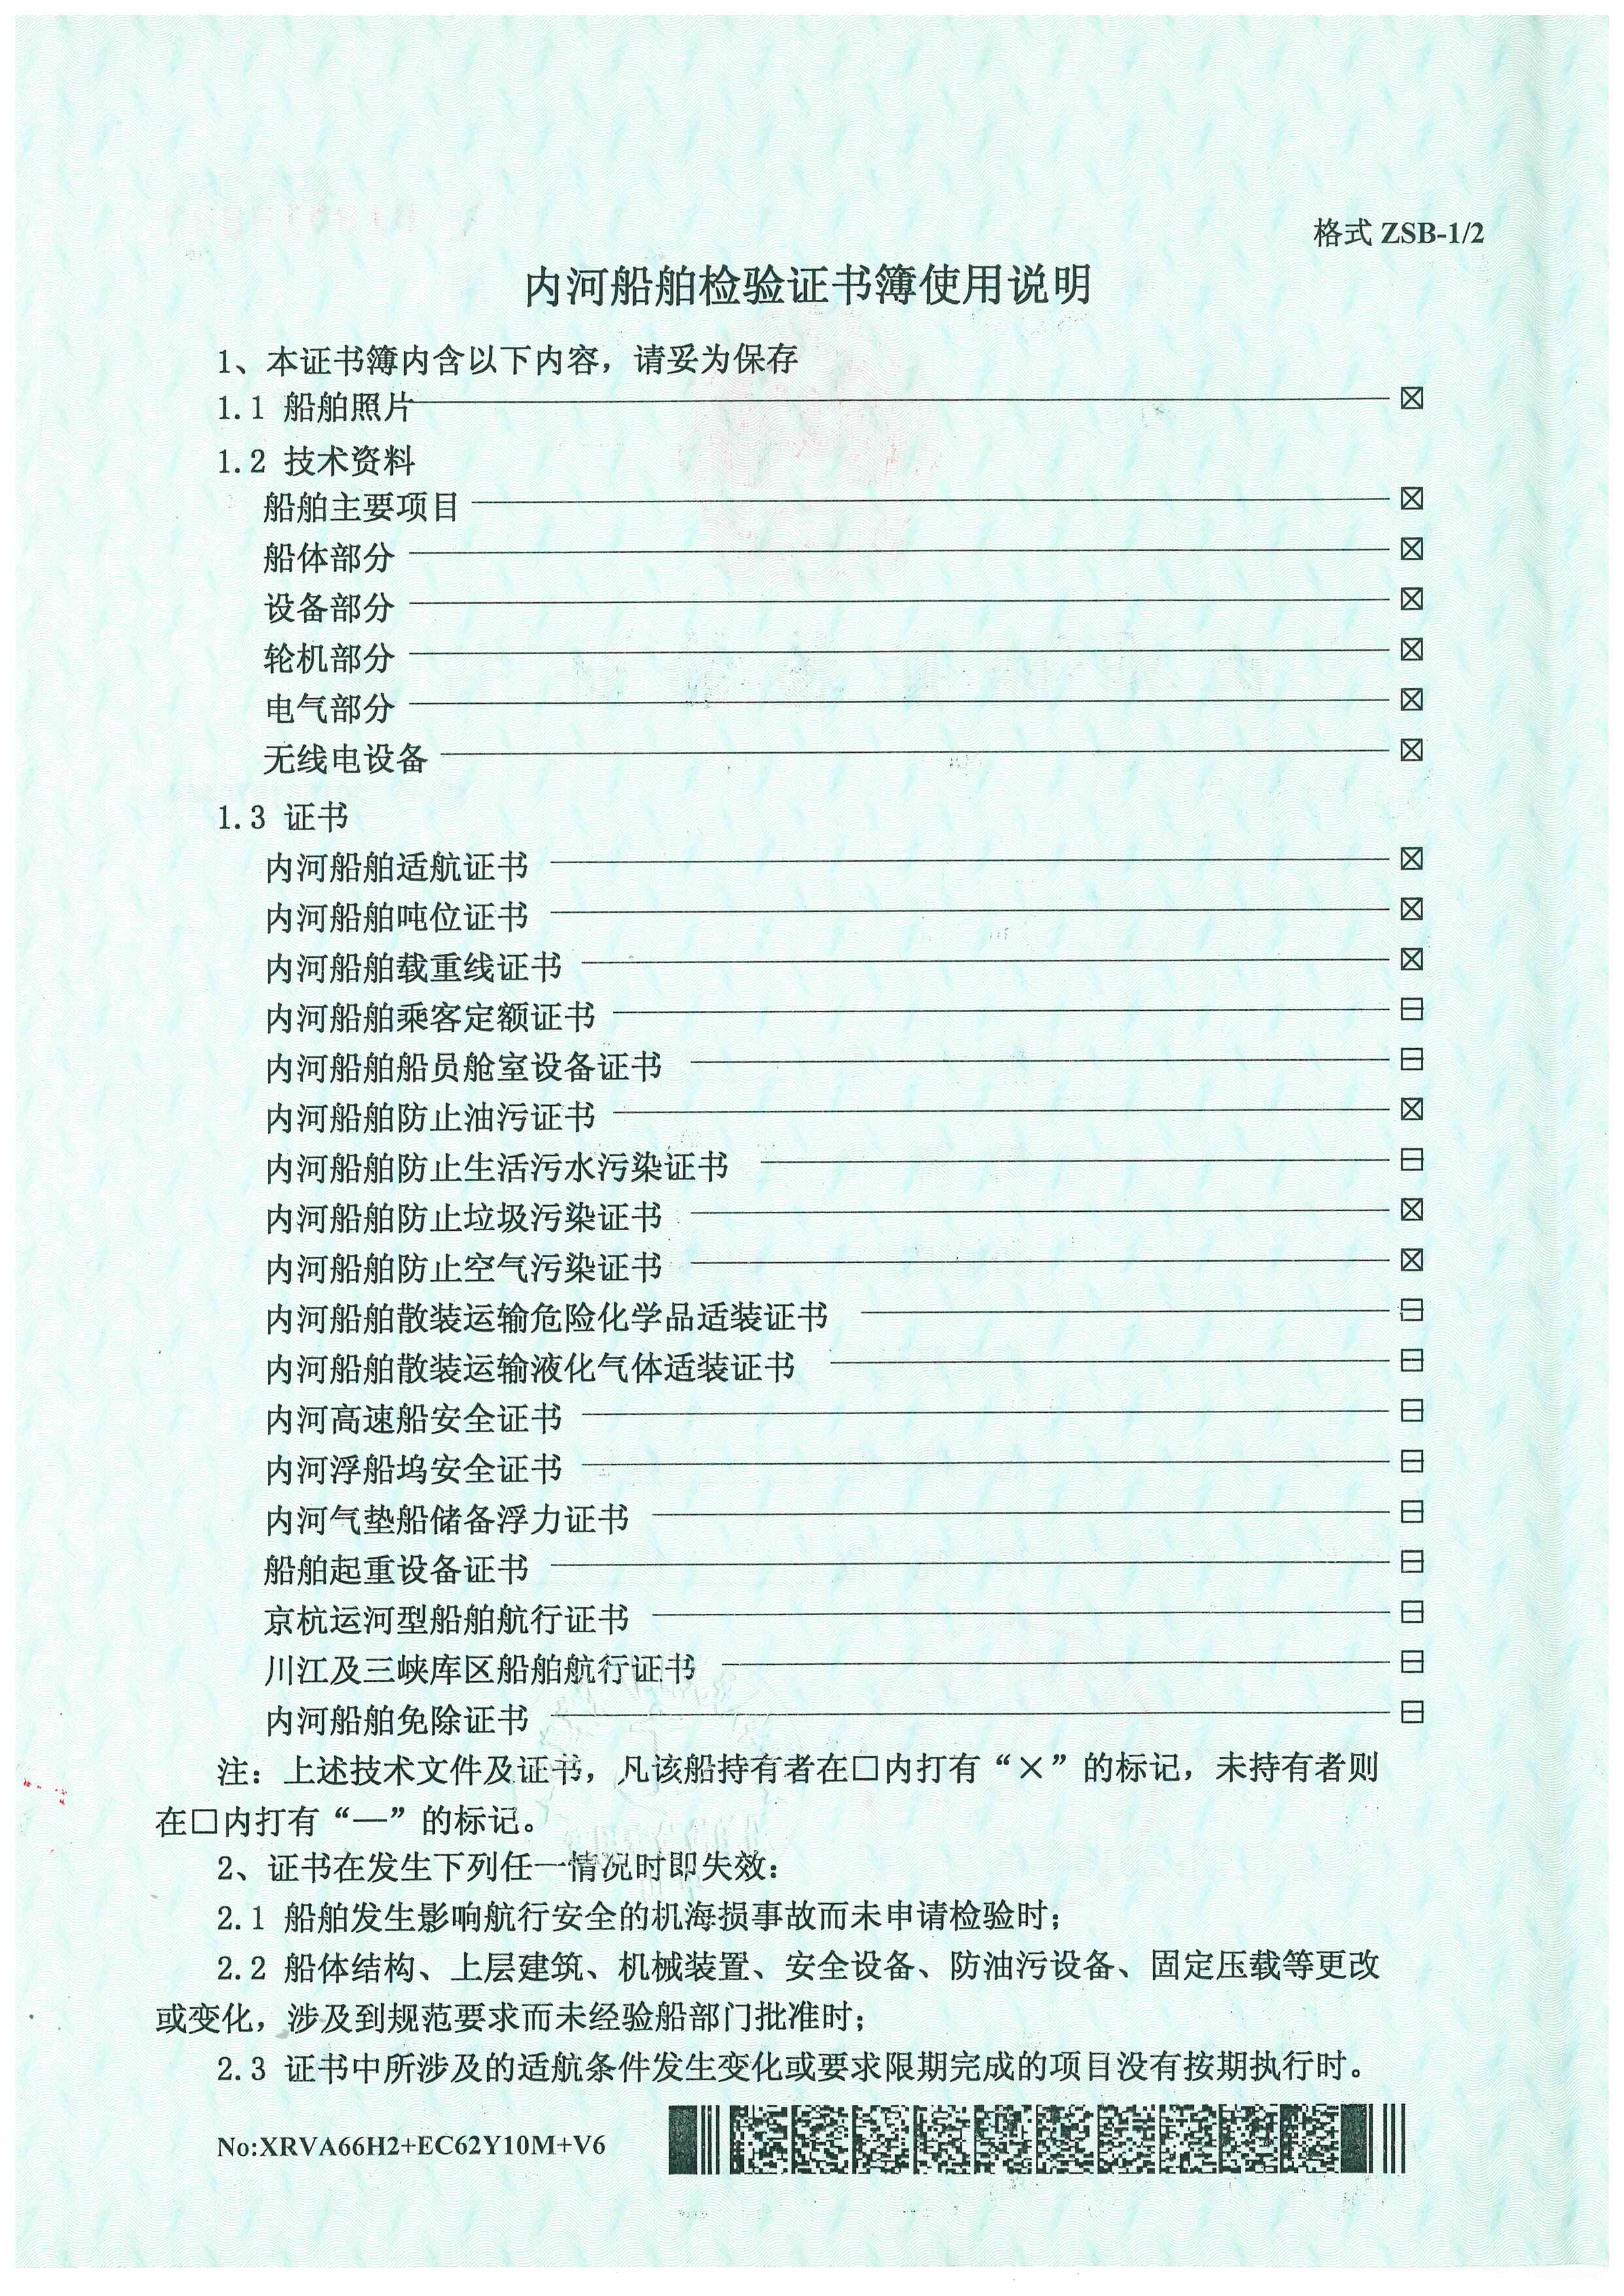 格式 ZSB-1/2
内河船舶检验证书簿使用说明
1、本证书簿内含以下内容，请妥为保存
1.1 船舶照片 ☒
1.2 技术资料
船舶主要项目 ☒
船体部分 ☒
设备部分 ☒
轮机部分 ☒
电气部分 ☒
无线电设备 ☒
1.3 证书
内河船舶适航证书 ☒
内河船舶吨位证书 ☒
内河船舶载重线证书 ☒
内河船舶乘客定额证书 ⊟
内河船舶船员舱室设备证书 ⊟
内河船舶防止油污证书 ☒
内河船舶防止生活污水污染证书 ⊟
内河船舶防止垃圾污染证书 ☒
内河船舶防止空气污染证书 ☒
内河船舶散装运输危险化学品适装证书 ⊟
内河船舶散装运输液化气体适装证书 ⊟
内河高速船安全证书 ⊟
内河浮船坞安全证书 ⊟
内河气垫船储备浮力证书 ⊟
船舶起重设备证书 ⊟
京杭运河型船舶航行证书 ⊟
川江及三峡库区船舶航行证书 ⊟
内河船舶免除证书 ⊟
注：上述技术文件及证书，凡该船持有者在□内打有“×”的标记，未持有者则
在□内打有“—”的标记。
2、证书在发生下列任一情况时即失效：
2.1 船舶发生影响航行安全的机海损事故而未申请检验时；
2.2 船体结构、上层建筑、机械装置、安全设备、防油污设备、固定压载等更改
或变化，涉及到规范要求而未经验船部门批准时；
2.3 证书中所涉及的适航条件发生变化或要求限期完成的项目没有按期执行时。
No:XRVA66H2+EC62Y10M+V6